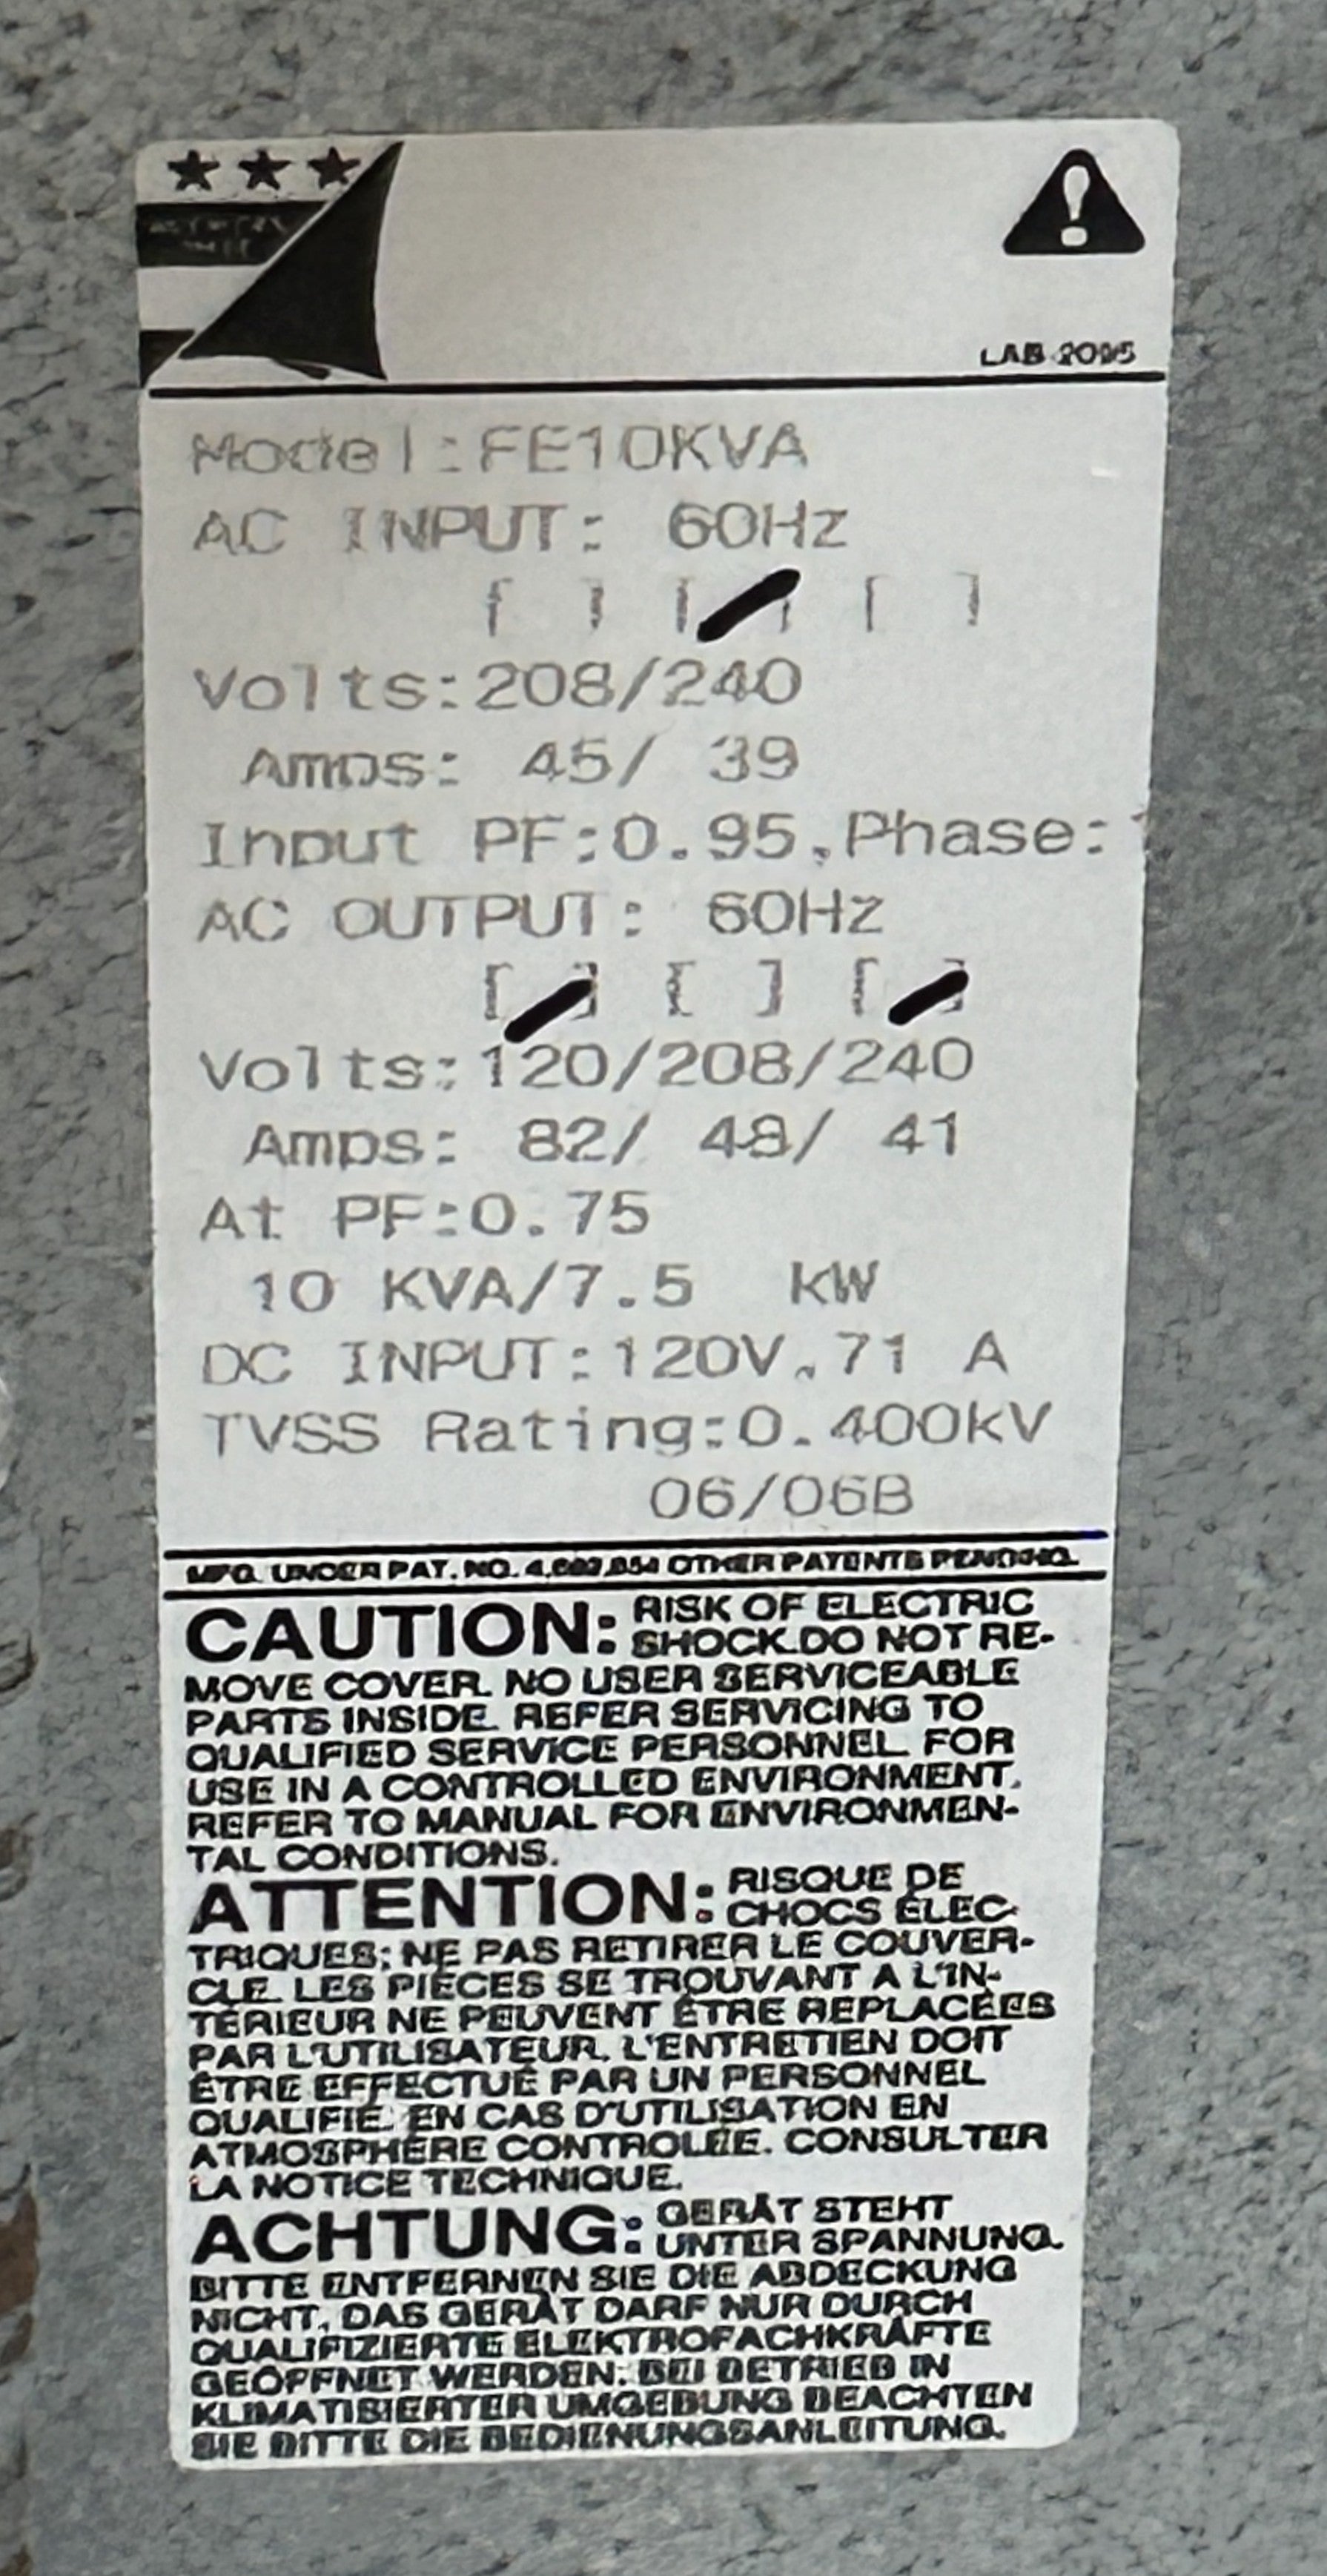 Model:FE10KVA
AC INPUT: 60Hz
[ ] [ ] [ ]
Volts:208/240
Amps: 45/ 39
Input PF:0.95,Phase:
AC OUTPUT: 60Hz
[ ] [ ] [ ]
Volts:120/208/240
Amps: 82/ 48/ 41
At PF:0.75
10 KVA/7.5 kW
DC INPUT:120V,71 A
TVSS Rating:0.400kV
06/06B
MFG. UNDER PAT. NO. OTHER PATENTS PENDING.
CAUTION: RISK OF ELECTRIC
SHOCK.DO NOT RE-
MOVE COVER. NO USER SERVICEABLE
PARTS INSIDE. REFER SERVICING TO
QUALIFIED SERVICE PERSONNEL. FOR
USE IN A CONTROLLED ENVIRONMENT.
REFER TO MANUAL FOR ENVIRONMEN-
TAL CONDITIONS.
ATTENTION: RISQUE DE
CHOCS ÉLEC-
TRIQUES; NE PAS RETIRER LE COUVER-
CLE. LES PIÈCES SE TROUVANT A L'IN-
TÉRIEUR NE PEUVENT ÊTRE REPLACÉES
PAR L'UTILISATEUR. L'ENTRETIEN DOIT
ÊTRE EFFECTUÉ PAR UN PERSONNEL
QUALIFIÉ. EN CAS D'UTILISATION EN
ATMOSPHÈRE CONTROLÉE. CONSULTER
LA NOTICE TECHNIQUE.
ACHTUNG: GERÄT STEHT
UNTER SPANNUNG.
BITTE ENTFERNEN SIE DIE ABDECKUNG
NICHT, DAS GERÄT DARF NUR DURCH
QUALIFIZIERTE ELEKTROFACHKRÄFTE
GEÖFFNET WERDEN. BEI BETRIEB IN
KLIMATISIERTER UMGEBUNG BEACHTEN
SIE BITTE DIE BEDIENUNGSANLEITUNG.